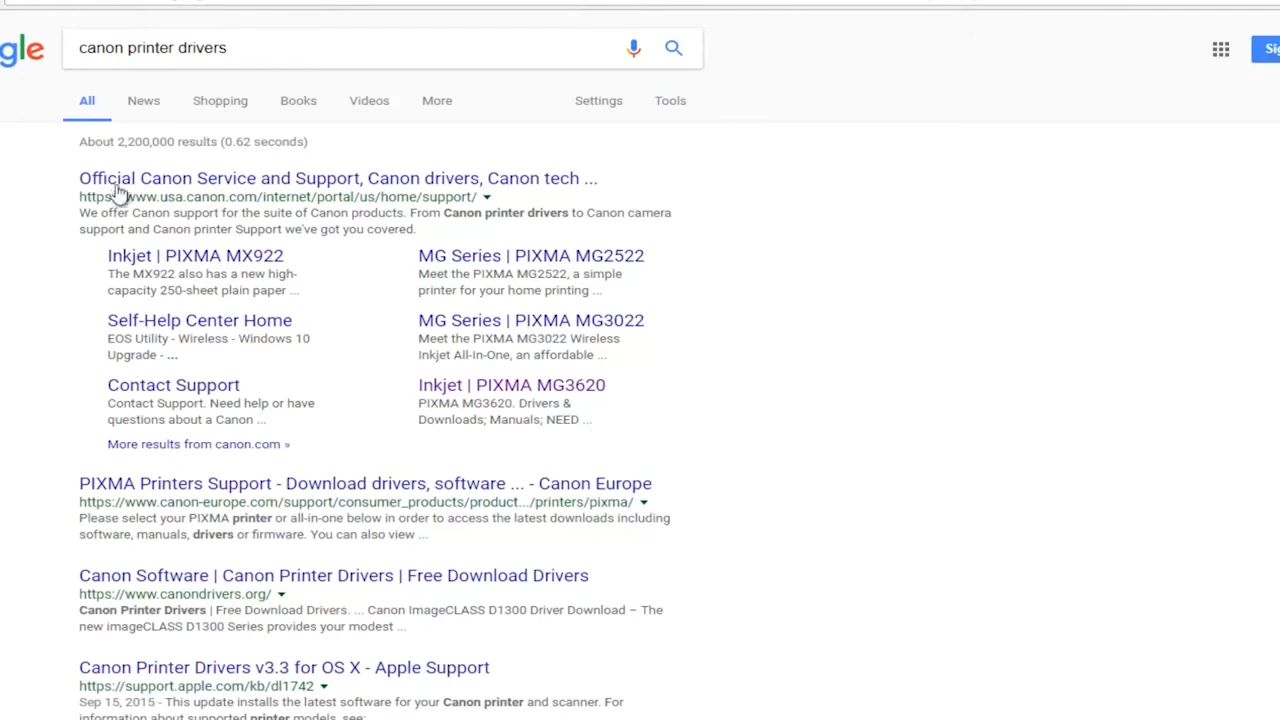 gle
canon printer drivers
Sig
All News Shopping Books Videos More Settings Tools
About 2,200,000 results (0.62 seconds)
Official Canon Service and Support, Canon drivers, Canon tech ...
https://www.usa.canon.com/internet/portal/us/home/support/
We offer Canon support for the suite of Canon products. From Canon printer drivers to Canon camera
support and Canon printer Support we've got you covered.
Inkjet | PIXMA MX922
The MX922 also has a new high-
capacity 250-sheet plain paper ...
MG Series | PIXMA MG2522
Meet the PIXMA MG2522, a simple
printer for your home printing ...
Self-Help Center Home
EOS Utility - Wireless - Windows 10
Upgrade - ...
MG Series | PIXMA MG3022
Meet the PIXMA MG3022 Wireless
Inkjet All-In-One, an affordable ...
Contact Support
Contact Support. Need help or have
questions about a Canon ...
Inkjet | PIXMA MG3620
PIXMA MG3620. Drivers &
Downloads; Manuals; NEED ...
More results from canon.com »
PIXMA Printers Support - Download drivers, software ... - Canon Europe
https://www.canon-europe.com/support/consumer_products/product.../printers/pixma/
Please select your PIXMA printer or all-in-one below in order to access the latest downloads including
software, manuals, drivers or firmware. You can also view ...
Canon Software | Canon Printer Drivers | Free Download Drivers
https://www.canondrivers.org/
Canon Printer Drivers | Free Download Drivers. ... Canon ImageCLASS D1300 Driver Download – The
new imageCLASS D1300 Series provides your modest ...
Canon Printer Drivers v3.3 for OS X - Apple Support
https://support.apple.com/kb/dl1742
Sep 15, 2015 - This update installs the latest software for your Canon printer and scanner. For
information about supported printer models, see: